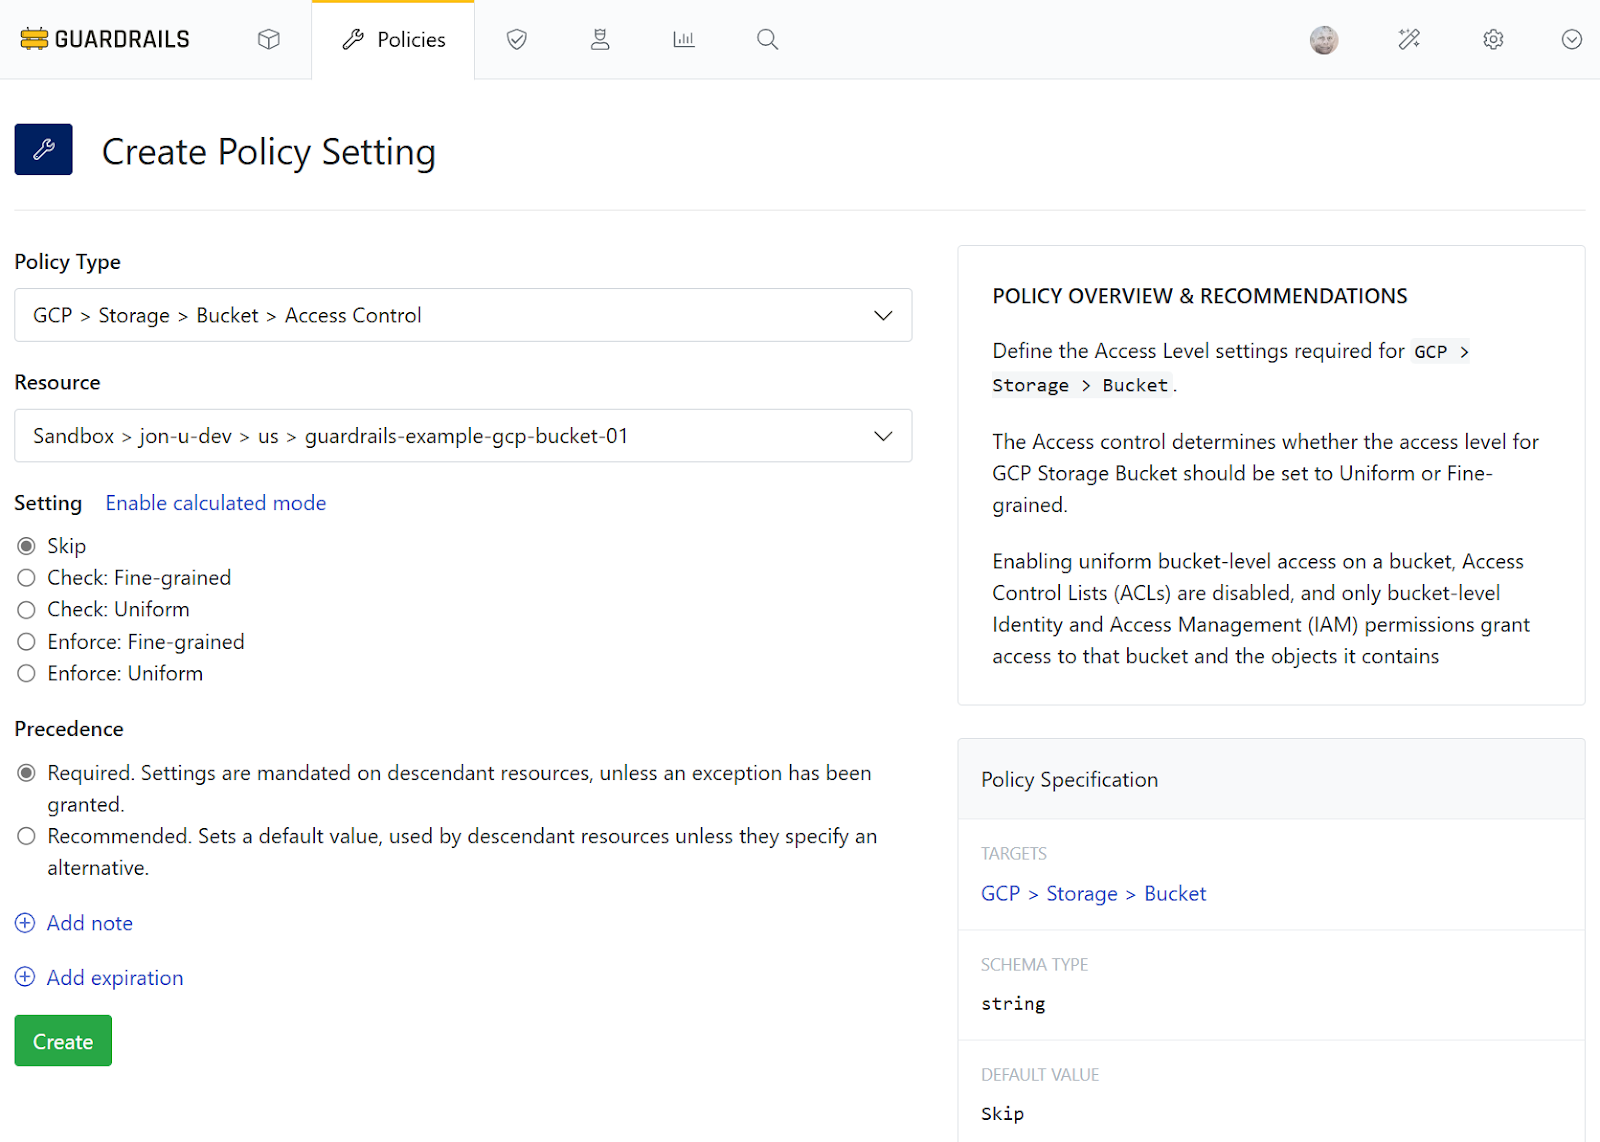 GUARDRAILS
Policies
Create Policy Setting
Policy Type
GCP > Storage > Bucket > Access Control
Resource
Sandbox > jon-u-dev > us > guardrails-example-gcp-bucket-01
Setting Enable calculated mode
Skip
Check: Fine-grained
Check: Uniform
Enforce: Fine-grained
Enforce: Uniform
Precedence
Required. Settings are mandated on descendant resources, unless an exception has been
granted.
Recommended. Sets a default value, used by descendant resources unless they specify an
alternative.
Add note
Add expiration
Create
POLICY OVERVIEW & RECOMMENDATIONS
Define the Access Level settings required for GCP >
Storage > Bucket.
The Access control determines whether the access level for
GCP Storage Bucket should be set to Uniform or Fine-
grained.
Enabling uniform bucket-level access on a bucket, Access
Control Lists (ACLs) are disabled, and only bucket-level
Identity and Access Management (IAM) permissions grant
access to that bucket and the objects it contains
Policy Specification
TARGETS
GCP > Storage > Bucket
SCHEMA TYPE
string
DEFAULT VALUE
Skip